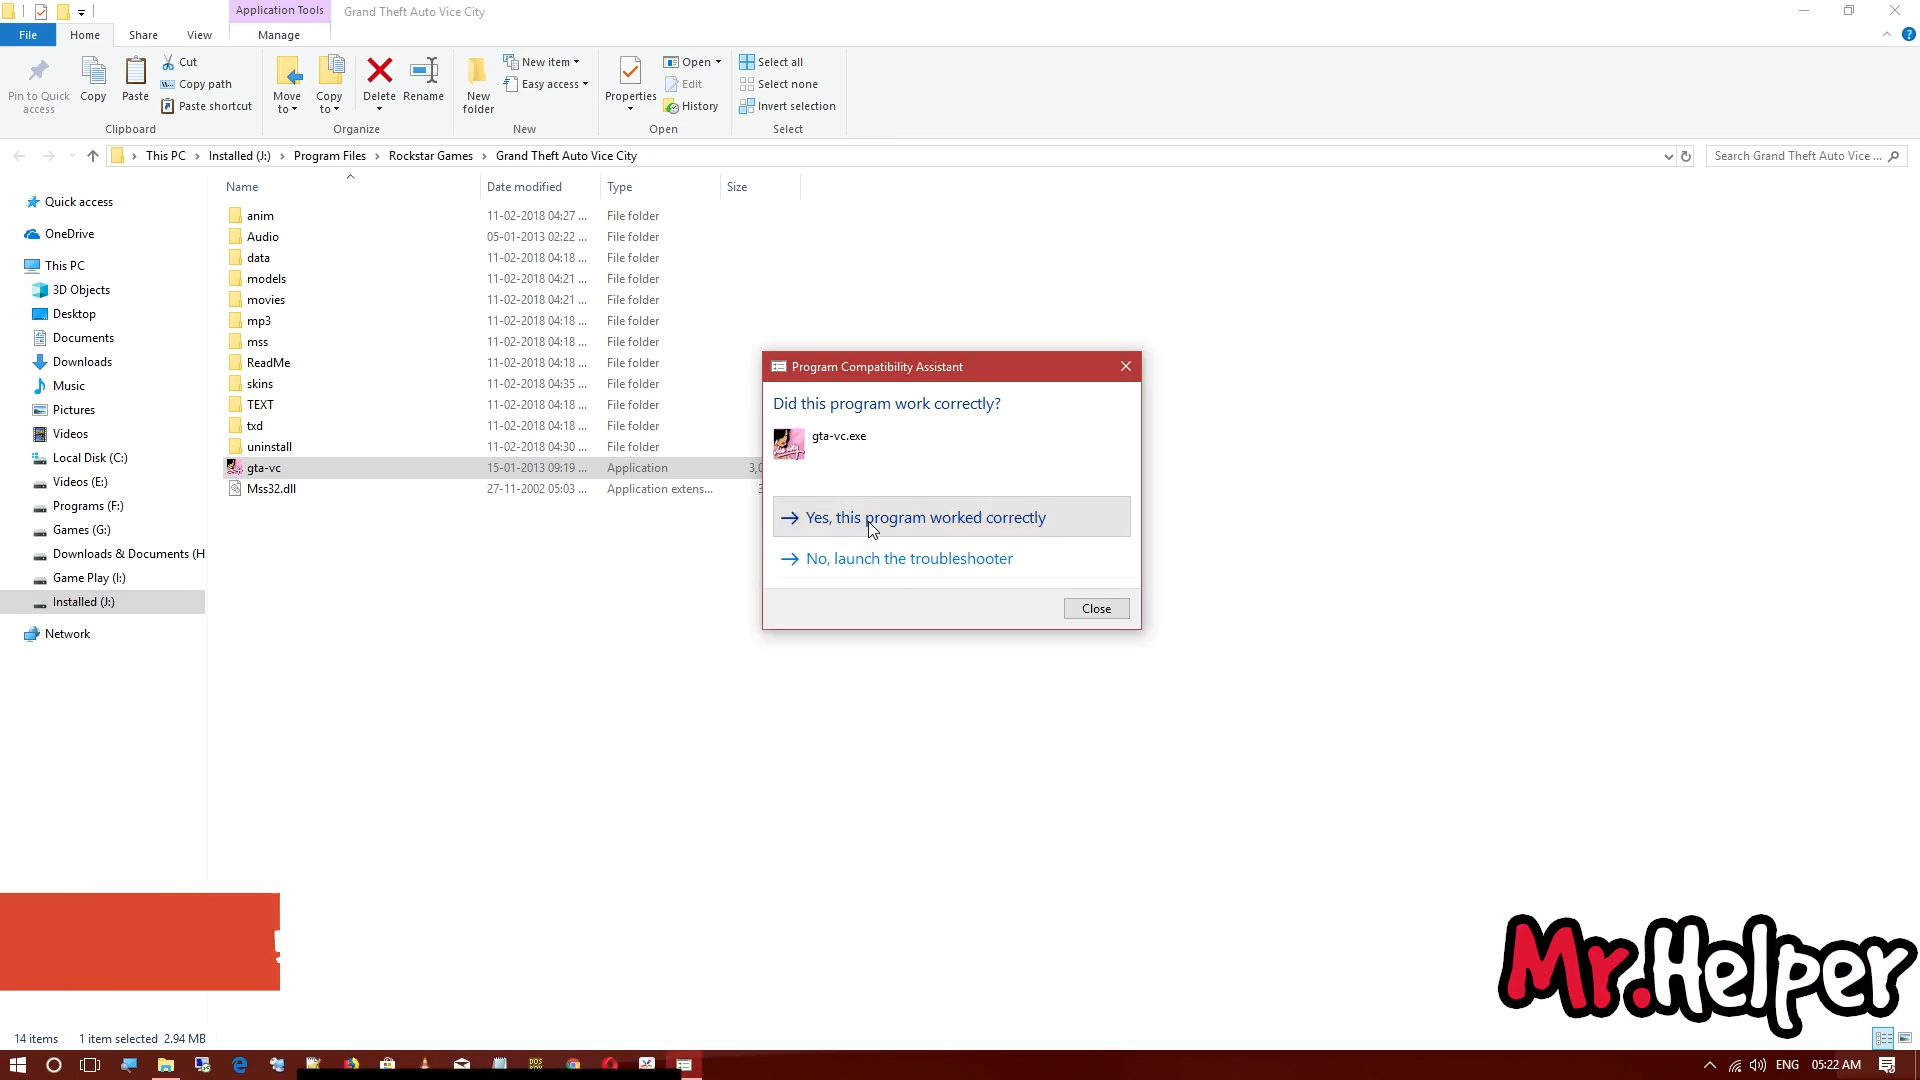 Application Tools
Grand Theft Auto Vice City
File
Home
Share
View
Manage
Pin to Quick access
Copy
Paste
Cut
Copy path
Paste shortcut
Clipboard
Move to
Copy to
Delete
Rename
Organize
New folder
New item
Easy access
New
Properties
Open
Edit
History
Open
Select all
Select none
Invert selection
Select
This PC
Installed (J:)
Program Files
Rockstar Games
Grand Theft Auto Vice City
Search Grand Theft Auto Vice ...
Name
Date modified
Type
Size
Quick access
OneDrive
This PC
3D Objects
Desktop
Documents
Downloads
Music
Pictures
Videos
Local Disk (C:)
Videos (E:)
Programs (F:)
Games (G:)
Downloads & Documents (H
Game Play (I:)
Installed (J:)
Network
anim 11-02-2018 04:27 ... File folder
Audio 05-01-2013 02:22 ... File folder
data 11-02-2018 04:18 ... File folder
models 11-02-2018 04:21 ... File folder
movies 11-02-2018 04:21 ... File folder
mp3 11-02-2018 04:18 ... File folder
mss 11-02-2018 04:18 ... File folder
ReadMe 11-02-2018 04:18 ... File folder
skins 11-02-2018 04:35 ... File folder
TEXT 11-02-2018 04:18 ... File folder
txd 11-02-2018 04:18 ... File folder
uninstall 11-02-2018 04:30 ... File folder
gta-vc 15-01-2013 09:19 ... Application 3,0
Mss32.dll 27-11-2002 05:03 ... Application extens... 3
Program Compatibility Assistant
Did this program work correctly?
gta-vc.exe
Yes, this program worked correctly
No, launch the troubleshooter
Close
Mr.Helper
14 items 1 item selected 2.94 MB
ENG 05:22 AM